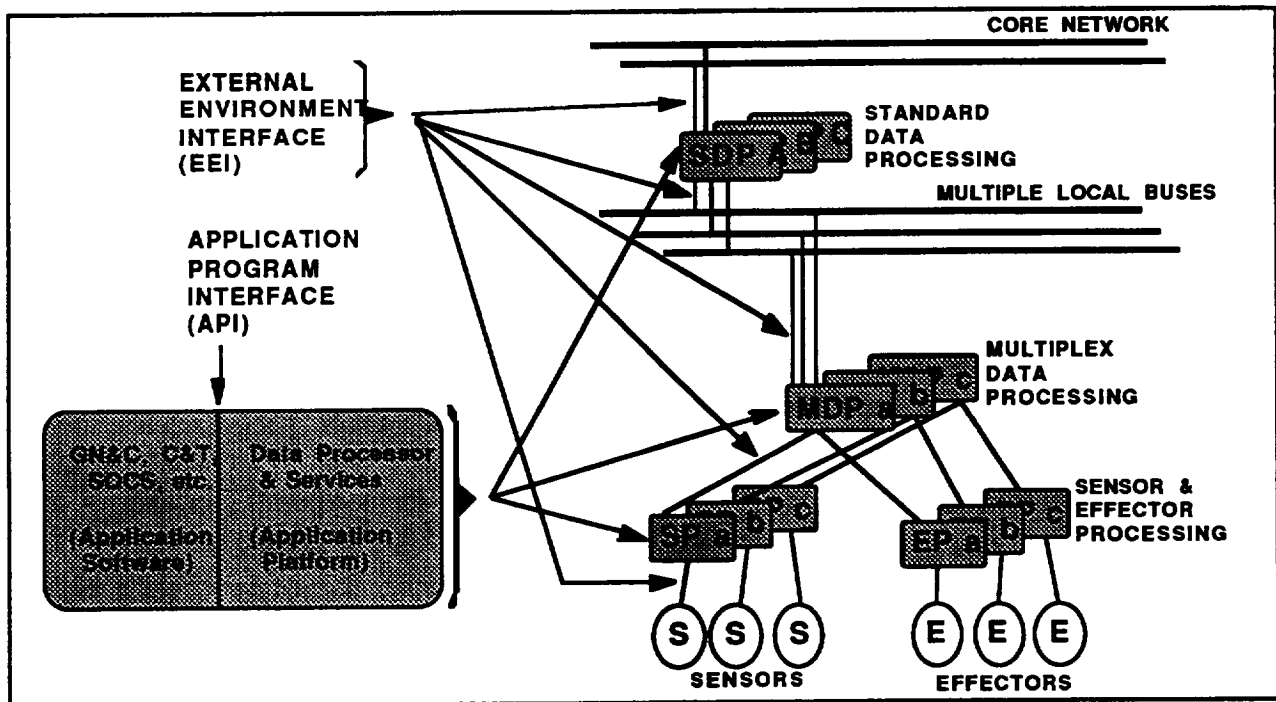 CORE NETWORK
EXTERNAL
ENVIRONMENT
INTERFACE
(EEI)
STANDARD
DATA
PROCESSING
SDP A
B
C
MULTIPLE LOCAL BUSES
APPLICATION
PROGRAM
INTERFACE
(API)
MULTIPLEX
DATA
PROCESSING
MDP a
b
P c
GN&C, C&T,
SDCS, etc.
(Application
Software)
Data Processor
& Services
(Application
Platform)
SENSOR &
EFFECTOR
PROCESSING
SP a
b
P c
EP a
b
P c
S
S
S
E
E
E
SENSORS
EFFECTORS